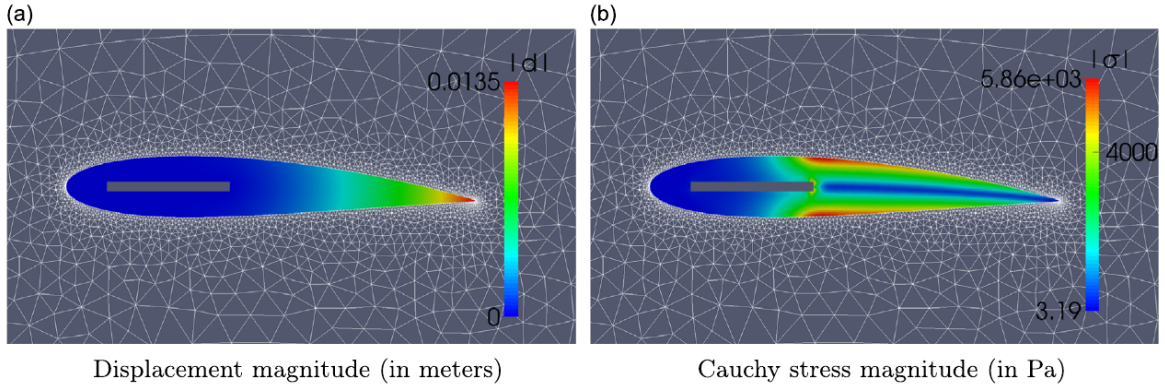 (a)
(b)
|d|
0.0135
0
|σ|
5.86e+03
4000
3.19
Displacement magnitude (in meters)
Cauchy stress magnitude (in Pa)